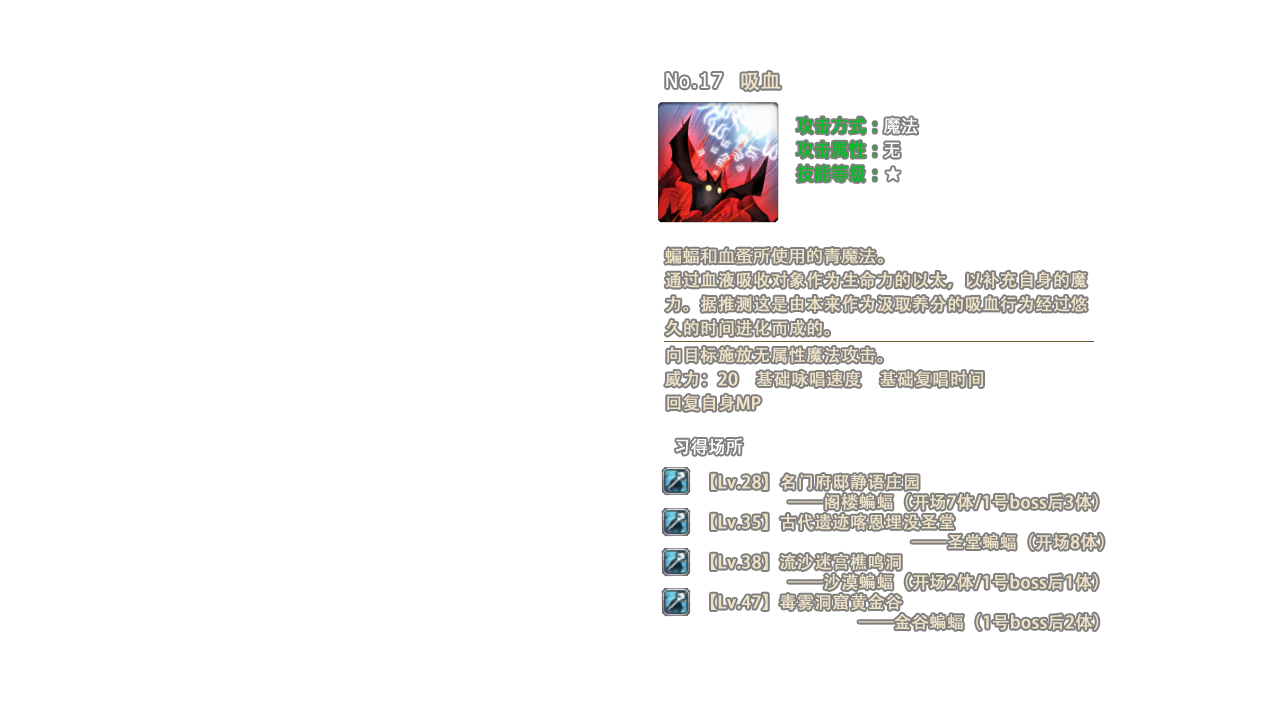 No.17 吸血
攻击方式：魔法
攻击属性：无
技能等级：☆
蝙蝠和血蚤所使用的青魔法。
通过血液吸收对象作为生命力的以太，以补充自身的魔
力。据推测这是由本来作为汲取养分的吸血行为经过悠
久的时间进化而成的。
向目标施放无属性魔法攻击。
威力：20 基础咏唱速度 基础复唱时间
回复自身MP
习得场所
【Lv.28】名门府邸静语庄园
——阁楼蝙蝠（开场7体/1号boss后3体）
【Lv.35】古代遗迹喀恩埋没圣堂
——圣堂蝙蝠（开场8体）
【Lv.38】流沙迷宫樵鸣洞
——沙漠蝙蝠（开场2体/1号boss后1体）
【Lv.47】毒雾洞窟黄金谷
——金谷蝙蝠（1号boss后2体）